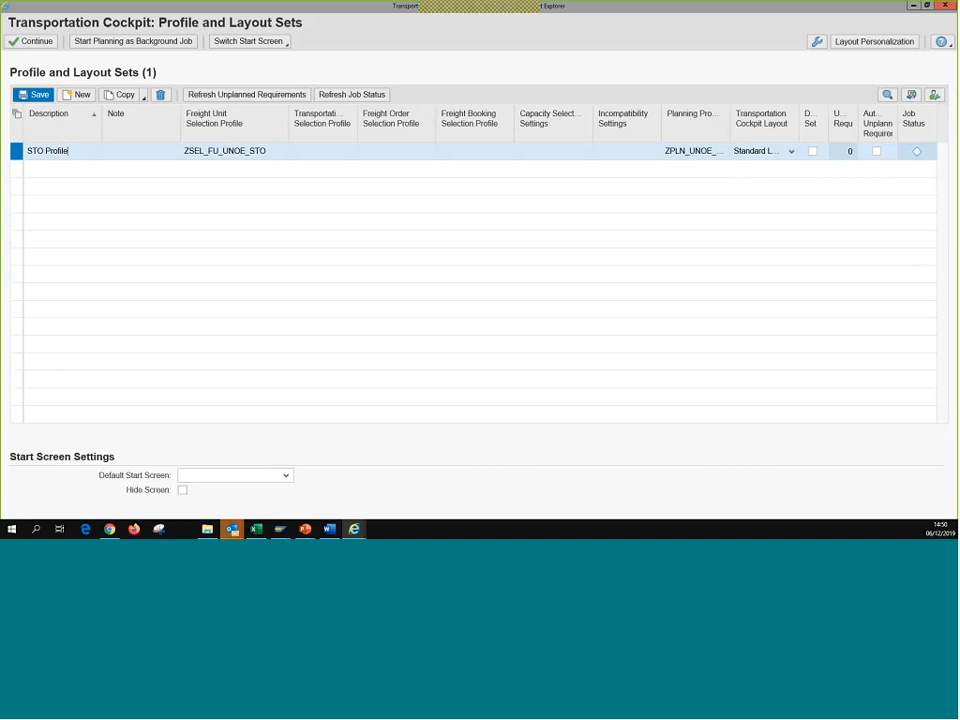 Transport t Explorer
Transportation Cockpit: Profile and Layout Sets
Continue Start Planning as Background Job Switch Start Screen Layout Personalization
Profile and Layout Sets (1)
Save New Copy Refresh Unplanned Requirements Refresh Job Status
Description Note Freight Unit Selection Profile Transportati... Selection Profile Freight Order Selection Profile Freight Booking Selection Profile Capacity Select... Settings Incompatibility Settings Planning Pro... Transportation Cockpit Layout D... Set U... Requ Aut... Unplann Requirer Job Status
STO Profile ZSEL_FU_UNOE_STO ZPLN_UNOE_... Standard L... 0
Start Screen Settings
Default Start Screen:
Hide Screen:
14:50
06/12/2019